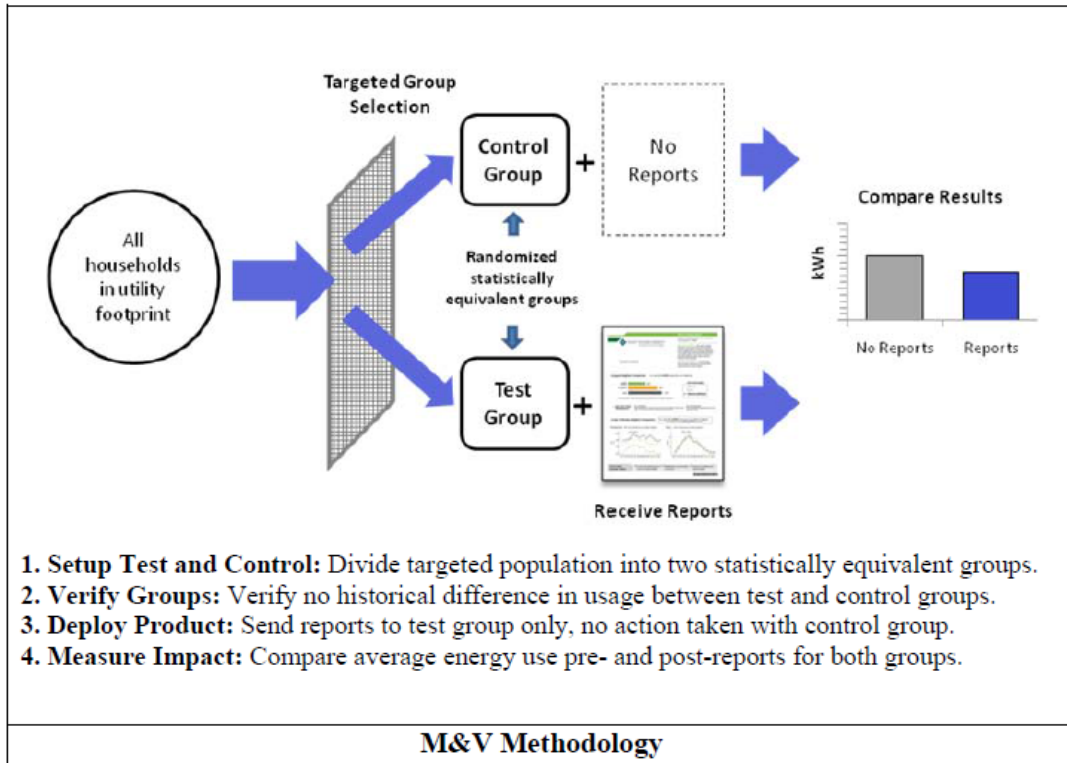 Targeted Group
Selection
All
households
in utility
footprint
Control
Group
+
No
Reports
Randomized
statistically
equivalent groups
Test
Group
+
Receive Reports
Compare Results
kWh
No Reports
Reports
1. Setup Test and Control: Divide targeted population into two statistically equivalent groups.
2. Verify Groups: Verify no historical difference in usage between test and control groups.
3. Deploy Product: Send reports to test group only, no action taken with control group.
4. Measure Impact: Compare average energy use pre- and post-reports for both groups.
M&V Methodology